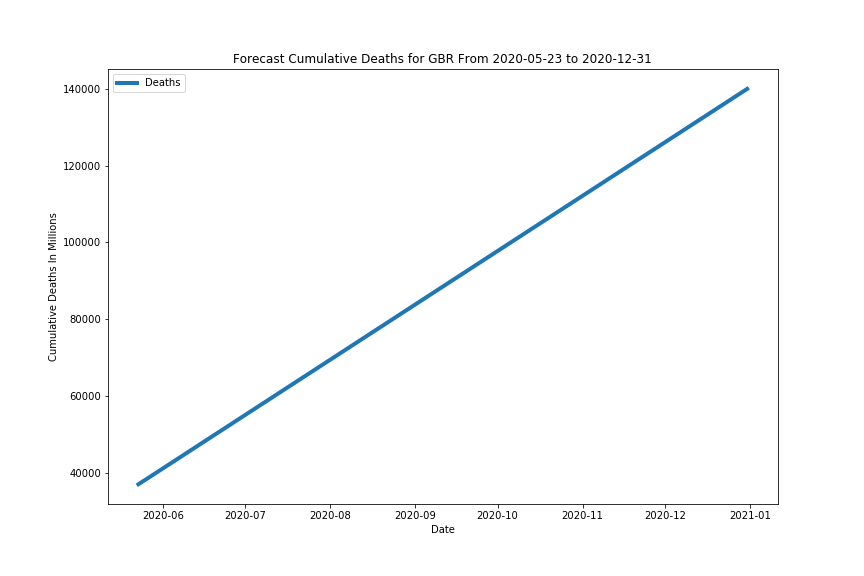 Forecast Cumulative Deaths for GBR From 2020-05-23 to 2020-12-31
Deaths
140000
120000
100000
80000
60000
40000
Cumulative Deaths In Millions
2020-06 2020-07 2020-08 2020-09 2020-10 2020-11 2020-12 2021-01
Date